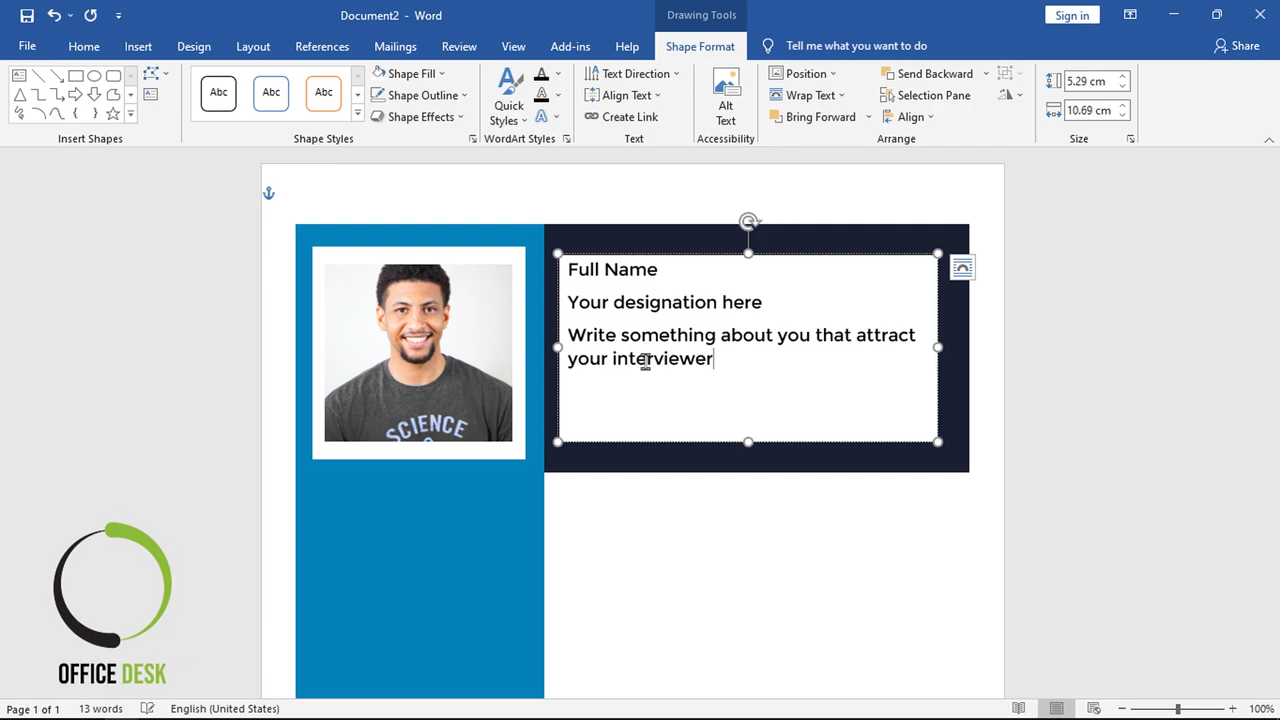 Document2 - Word
Drawing Tools
Sign in
File Home Insert Design Layout References Mailings Review View Add-ins Help Shape Format Tell me what you want to do Share
Abc Abc Abc
Shape Fill
Shape Outline
Shape Effects
Quick Styles
Text Direction
Align Text
Create Link
Alt Text
Position
Wrap Text
Bring Forward
Send Backward
Selection Pane
Align
5.29 cm
10.69 cm
Insert Shapes Shape Styles WordArt Styles Text Accessibility Arrange Size
Full Name
Your designation here
Write something about you that attract
your interviewer
SCIENCE
OFFICE DESK
Page 1 of 1 13 words English (United States) 100%